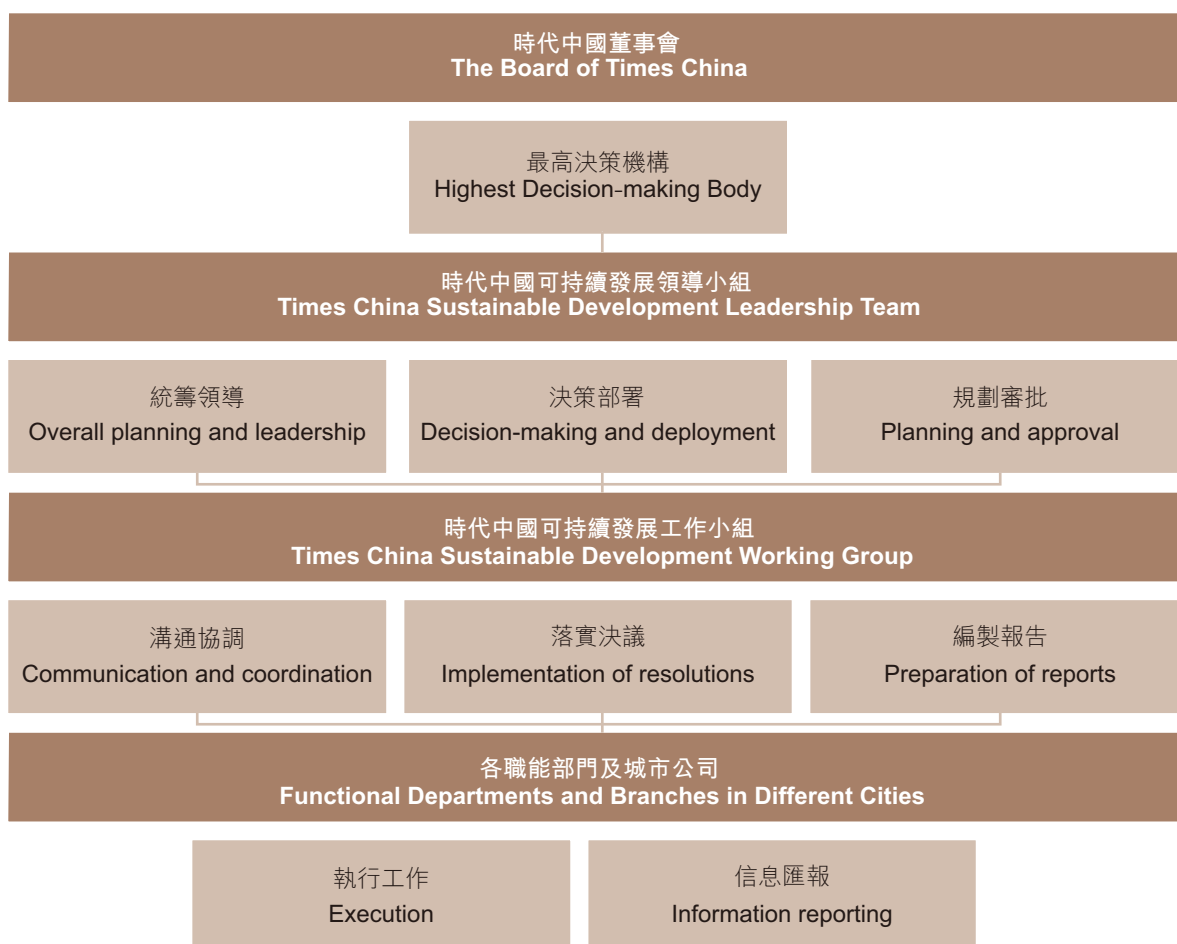 時代中國董事會
The Board of Times China
最高決策機構
Highest Decision-making Body
時代中國可持續發展領導小組
Times China Sustainable Development Leadership Team
統籌領導
Overall planning and leadership
決策部署
Decision-making and deployment
規劃審批
Planning and approval
時代中國可持續發展工作小組
Times China Sustainable Development Working Group
溝通協調
Communication and coordination
落實決議
Implementation of resolutions
編製報告
Preparation of reports
各職能部門及城市公司
Functional Departments and Branches in Different Cities
執行工作
Execution
信息匯報
Information reporting